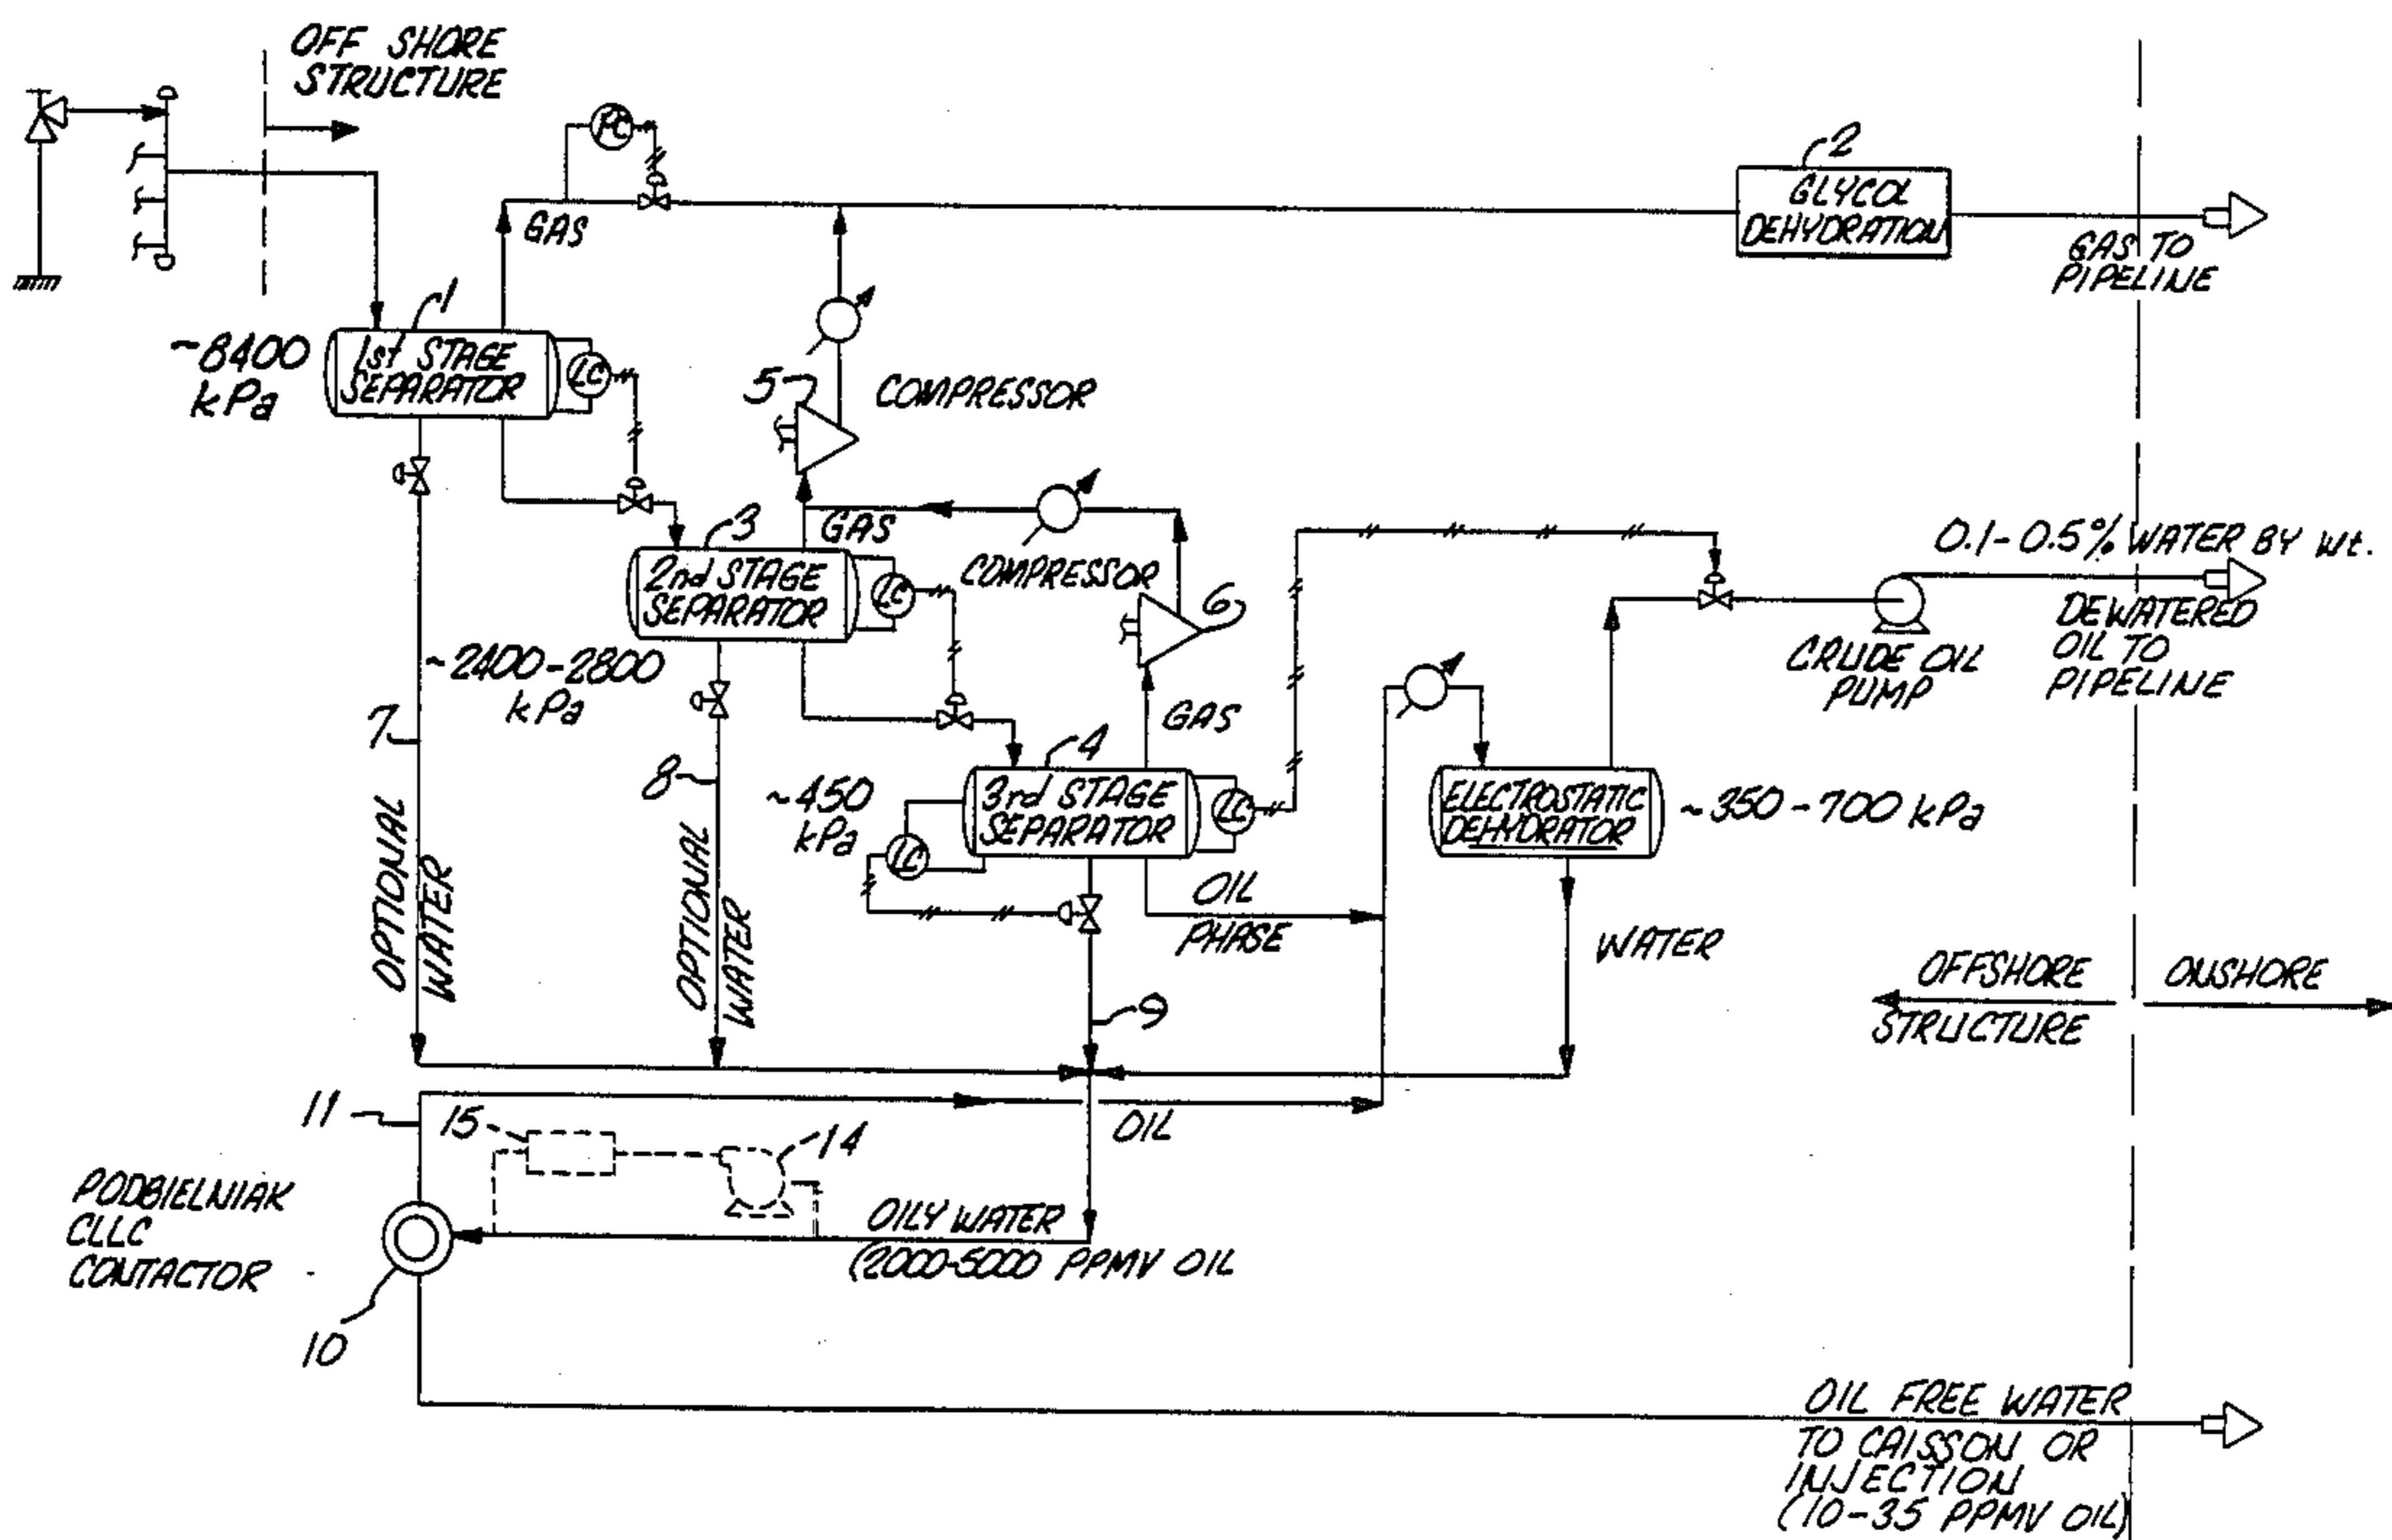 OFF SHORE
STRUCTURE
PC
2
GLYCOL
DEHYDRATION
GAS
GAS TO
PIPELINE
1
1st STAGE
SEPARATOR
LC
~8400
kPa
5
COMPRESSOR
3
GAS
2nd STAGE
SEPARATOR
LC
COMPRESSOR
6
0.1-0.5% WATER BY Wt.
DEWATERED
OIL TO
PIPELINE
CRUDE OIL
PUMP
~2400-2800
kPa
7
8
GAS
4
3rd STAGE
SEPARATOR
LC
LC
~450
kPa
ELECTROSTATIC
DEHYDRATOR
~350-700 kPa
OPTIONAL
WATER
OPTIONAL
WATER
OIL
PHASE
WATER
9
OFFSHORE
STRUCTURE
ONSHORE
11
15
14
OIL
PODBIELNIAK
CLLC
CONTACTOR
10
OILY WATER
(2000-5000 PPMV OIL
OIL FREE WATER
TO CAISSON OR
INJECTION
(10-35 PPMV OIL)